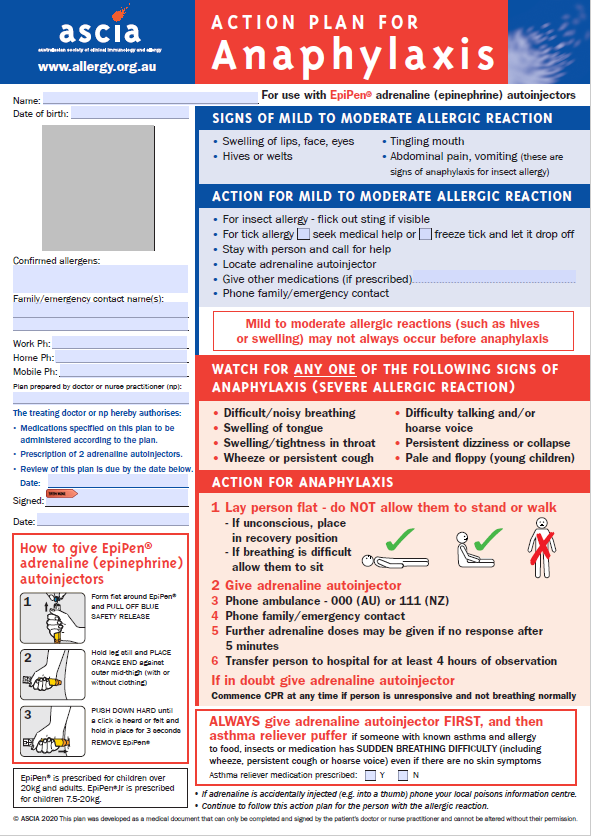 ascia
australasian society of clinical immunology and allergy
www.allergy.org.au
ACTION PLAN FOR
Anaphylaxis
Name:
For use with EpiPen® adrenaline (epinephrine) autoinjectors
Date of birth:
Confirmed allergens:
Family/emergency contact name(s):
Work Ph:
Home Ph:
Mobile Ph:
Plan prepared by doctor or nurse practitioner (np):
The treating doctor or np hereby authorises:
• Medications specified on this plan to be
administered according to the plan.
• Prescription of 2 adrenaline autoinjectors.
• Review of this plan is due by the date below.
Date:
Signed:
Date:
How to give EpiPen®
adrenaline (epinephrine)
autoinjectors
1
Form fist around EpiPen®
and PULL OFF BLUE
SAFETY RELEASE
2
Hold leg still and PLACE
ORANGE END against
outer mid-thigh (with or
without clothing)
3
PUSH DOWN HARD until
a click is heard or felt and
hold in place for 3 seconds
REMOVE EpiPen®
EpiPen® is prescribed for children over
20kg and adults. EpiPen®Jr is prescribed
for children 7.5-20kg.
SIGNS OF MILD TO MODERATE ALLERGIC REACTION
• Swelling of lips, face, eyes
• Hives or welts
• Tingling mouth
• Abdominal pain, vomiting (these are
signs of anaphylaxis for insect allergy)
ACTION FOR MILD TO MODERATE ALLERGIC REACTION
• For insect allergy - flick out sting if visible
• For tick allergy seek medical help or freeze tick and let it drop off
• Stay with person and call for help
• Locate adrenaline autoinjector
• Give other medications (if prescribed)
• Phone family/emergency contact
Mild to moderate allergic reactions (such as hives
or swelling) may not always occur before anaphylaxis
WATCH FOR ANY ONE OF THE FOLLOWING SIGNS OF
ANAPHYLAXIS (SEVERE ALLERGIC REACTION)
• Difficult/noisy breathing
• Swelling of tongue
• Swelling/tightness in throat
• Wheeze or persistent cough
• Difficulty talking and/or
hoarse voice
• Persistent dizziness or collapse
• Pale and floppy (young children)
ACTION FOR ANAPHYLAXIS
1 Lay person flat - do NOT allow them to stand or walk
- If unconscious, place
in recovery position
- If breathing is difficult
allow them to sit
2 Give adrenaline autoinjector
3 Phone ambulance - 000 (AU) or 111 (NZ)
4 Phone family/emergency contact
5 Further adrenaline doses may be given if no response after
5 minutes
6 Transfer person to hospital for at least 4 hours of observation
If in doubt give adrenaline autoinjector
Commence CPR at any time if person is unresponsive and not breathing normally
ALWAYS give adrenaline autoinjector FIRST, and then
asthma reliever puffer if someone with known asthma and allergy
to food, insects or medication has SUDDEN BREATHING DIFFICULTY (including
wheeze, persistent cough or hoarse voice) even if there are no skin symptoms
Asthma reliever medication prescribed: Y N
• If adrenaline is accidentally injected (e.g. into a thumb) phone your local poisons information centre.
• Continue to follow this action plan for the person with the allergic reaction.
© ASCIA 2020 This plan was developed as a medical document that can only be completed and signed by the patient's doctor or nurse practitioner and cannot be altered without their permission.